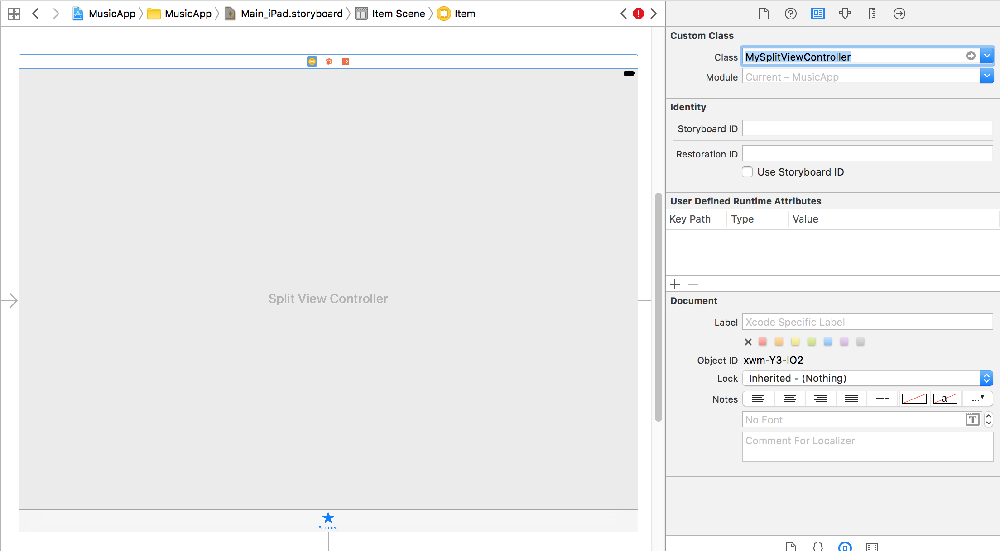 MusicApp MusicApp Main_iPad.storyboard Item Scene Item
Custom Class
Class MySplitViewController
Module Current – MusicApp
Identity
Storyboard ID
Restoration ID
Use Storyboard ID
User Defined Runtime Attributes
Key Path Type Value
Split View Controller
Document
Label Xcode Specific Label
Object ID xwm-Y3-IO2
Lock Inherited - (Nothing)
Notes --- a ...
No Font T
Comment For Localizer
Featured